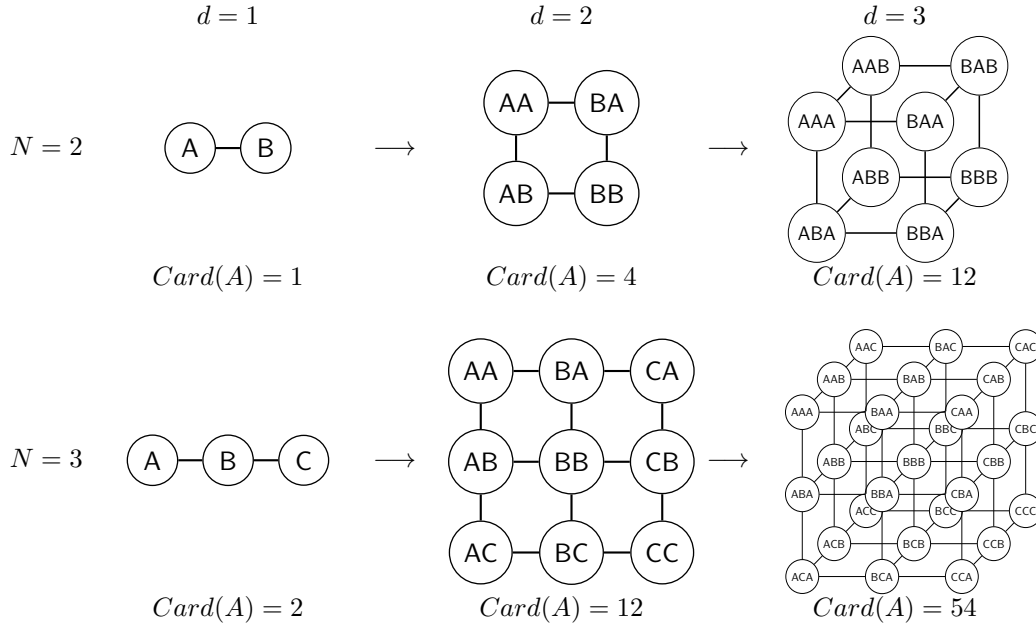 d = 1
d = 2
d = 3
N = 2
A B
→
AA BA
AB BB
→
AAB BAB
AAA BAA
ABB BBB
ABA BBA
Card(A) = 1
Card(A) = 4
Card(A) = 12
N = 3
A B C
→
AA BA CA
AB BB CB
AC BC CC
→
AAC BAC CAC
AAB BAB CAB
AAA BAA CAA
ABC BBC CBC
ABB BBB CBB
ABA BBA CBA
ACC BCC CCC
ACB BCB CCB
ACA BCA CCA
Card(A) = 2
Card(A) = 12
Card(A) = 54